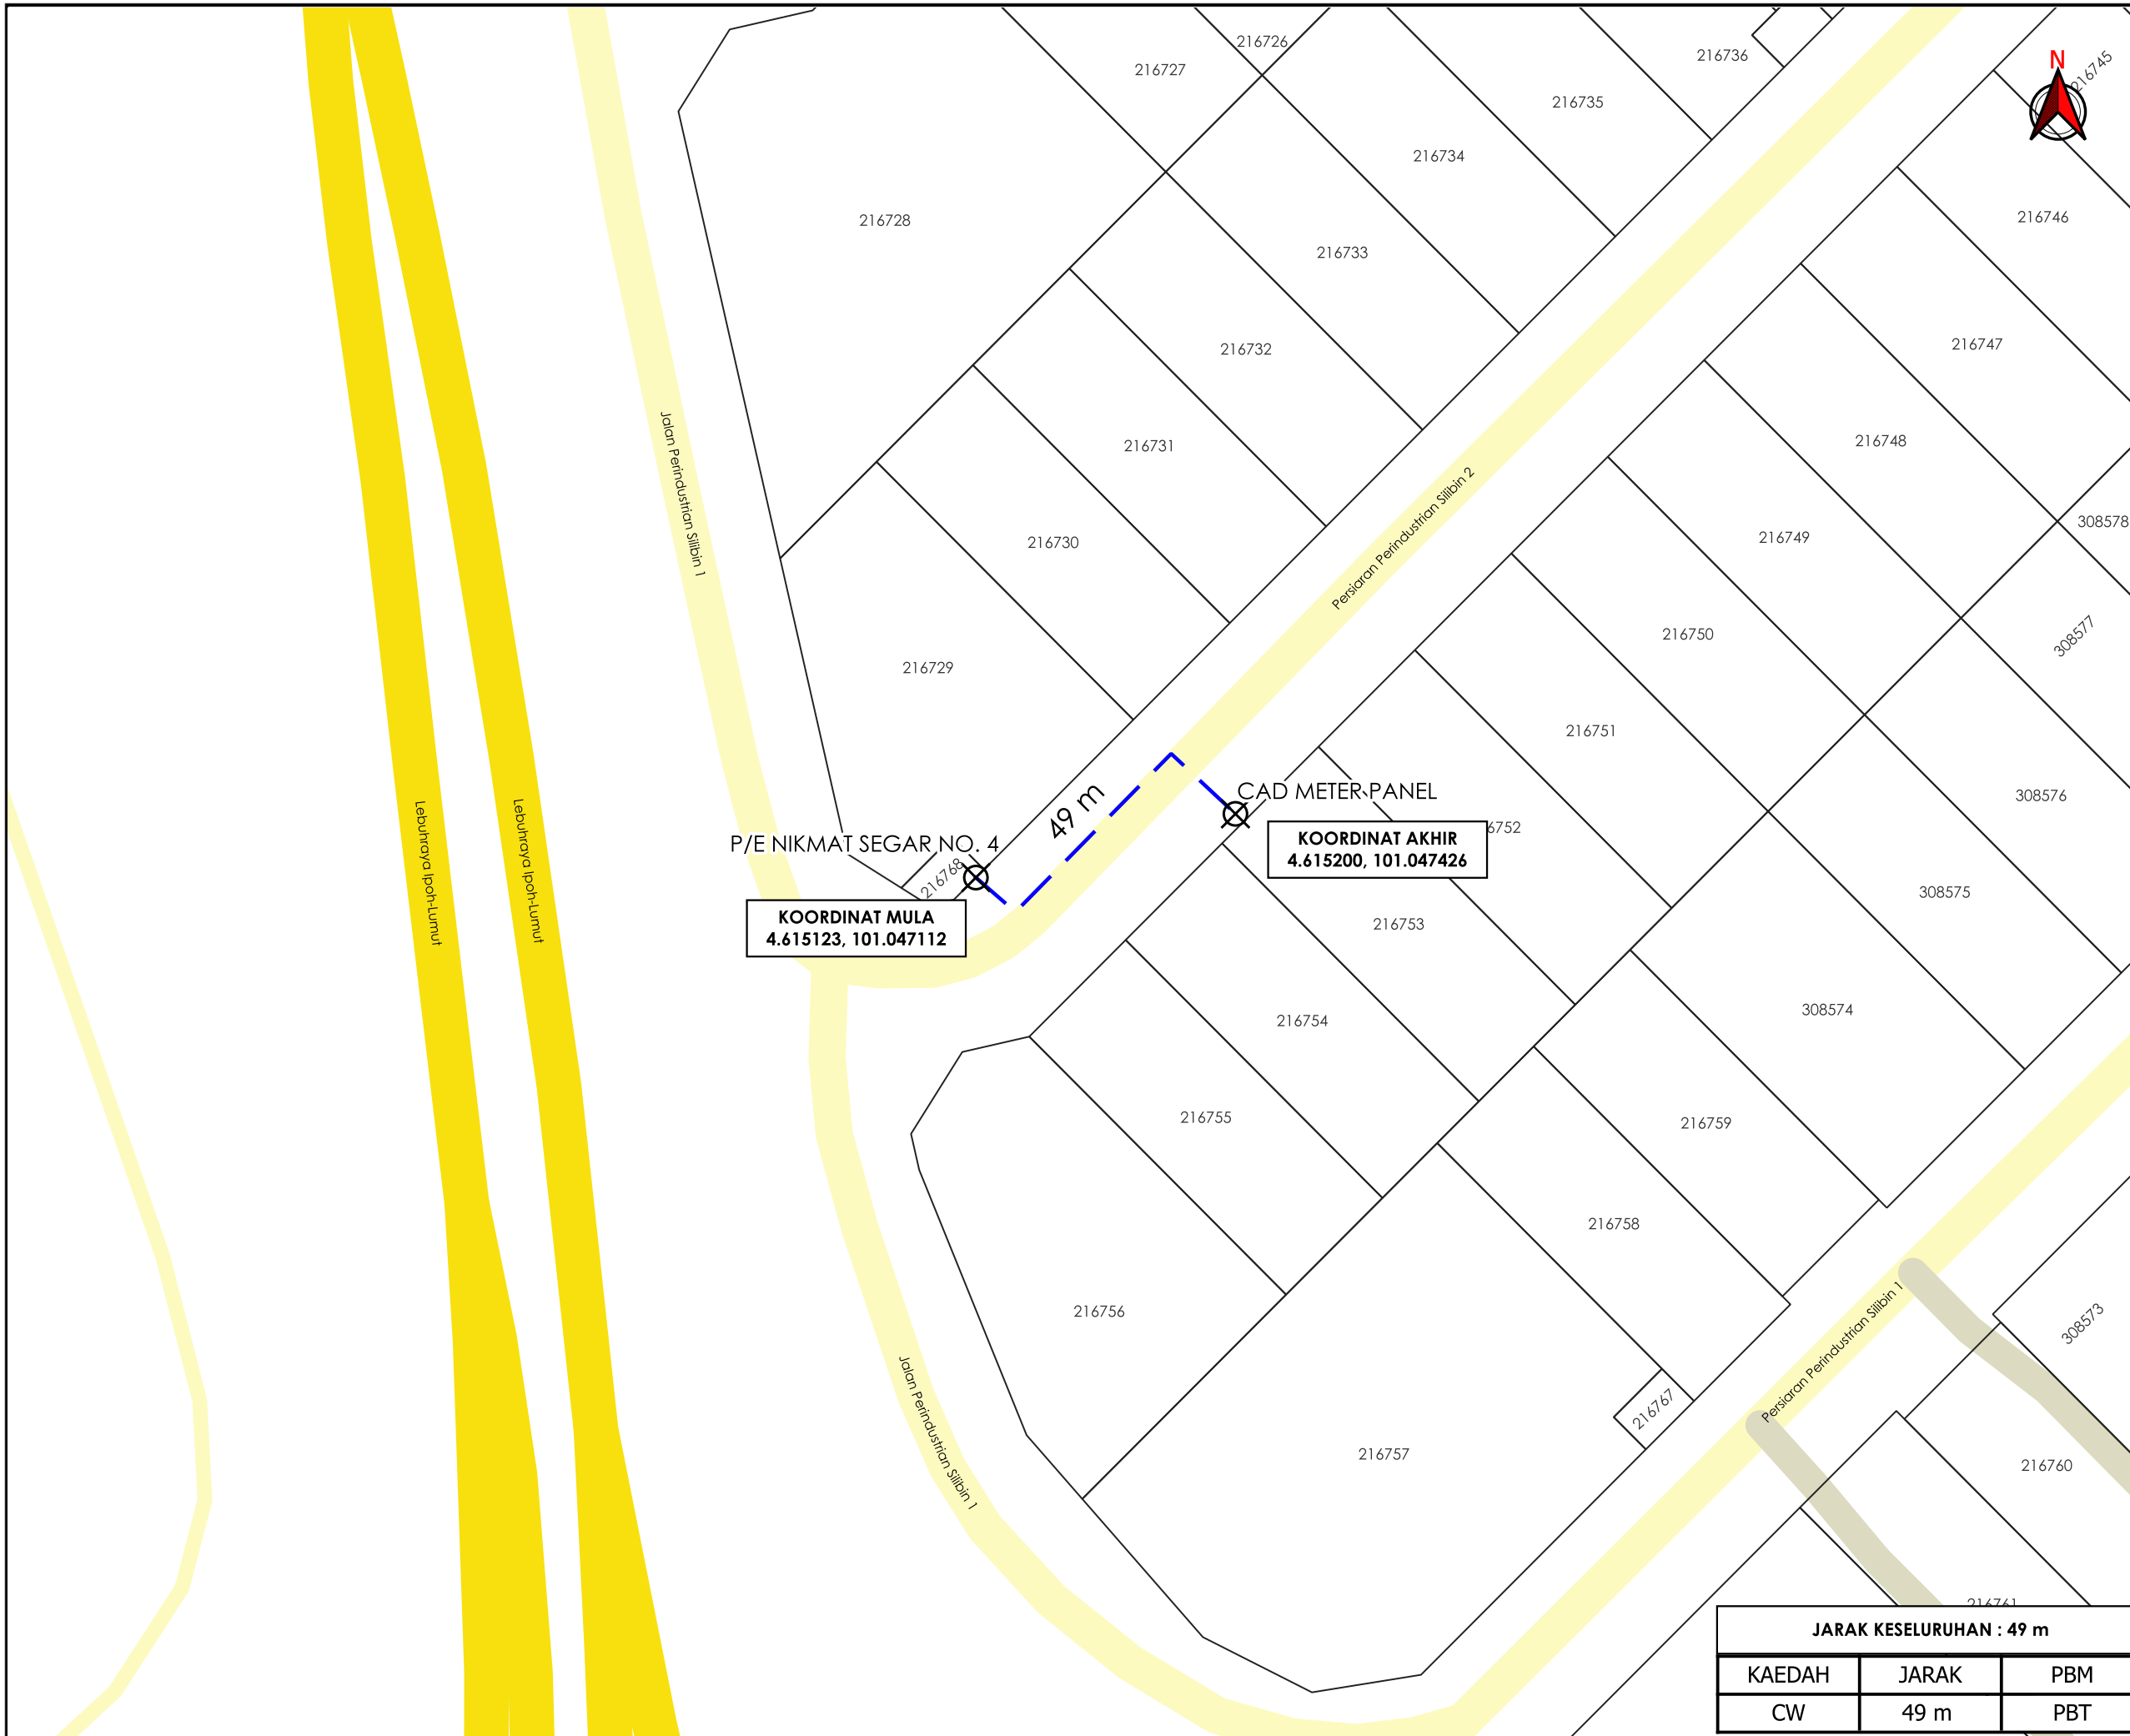 216726
216727
216736
N
216745
216735
216734
216728
216746
216733
216747
216732
216748
216731
Jalan Perindustrian Silibin 1
Persiaran Perindustrian Silibin 2
308578
216749
216730
216750
308577
216729
216751
CAD METER PANEL
49 m
308576
6752
P/E NIKMAT SEGAR NO. 4
KOORDINAT AKHIR
4.615200, 101.047426
216768
Lebuhraya Ipoh-Lumut
Lebuhraya Ipoh-Lumut
308575
KOORDINAT MULA
4.615123, 101.047112
216753
308574
216754
216755
216759
216758
216756
308573
Persiaran Perindustrian Silibin 1
Jalan Perindustrian Silibin 1
216767
216757
216760
216761
JARAK KESELURUHAN : 49 m
KAEDAH JARAK PBM
CW 49 m PBT